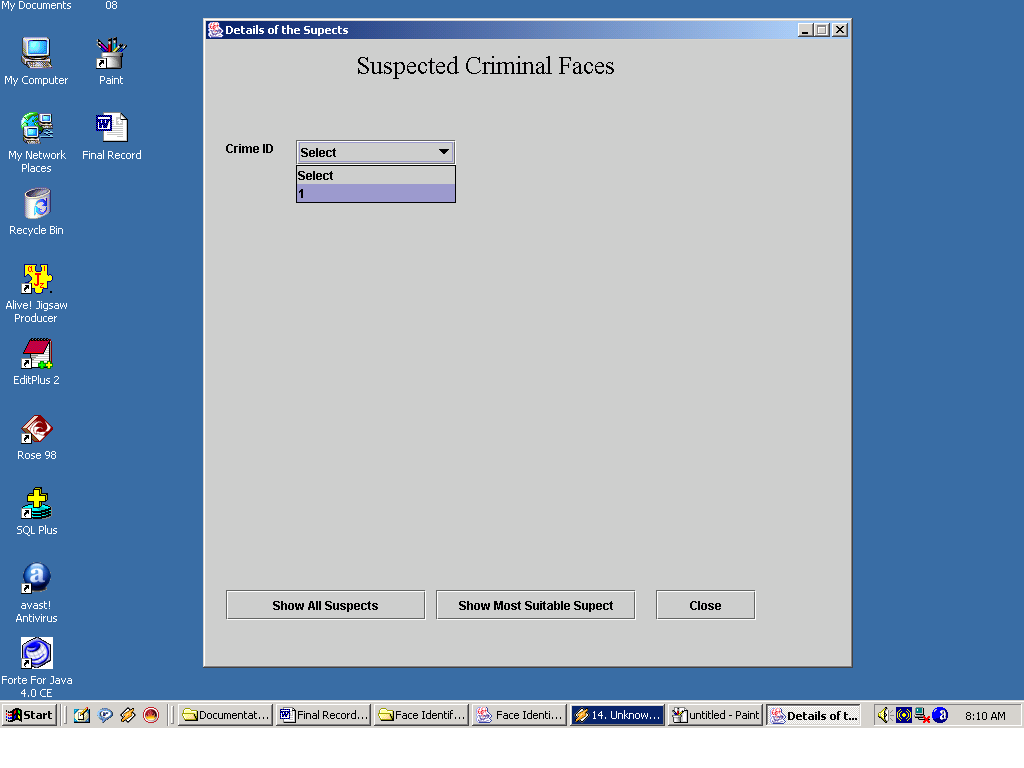 My Documents
08
My Computer
Paint
My Network
Places
Final Record
Recycle Bin
Alive! Jigsaw
Producer
EditPlus 2
Rose 98
SQL Plus
avast!
Antivirus
Forte For Java
4.0 CE
Details of the Supects
Suspected Criminal Faces
Crime ID
Select
Select
1
Show All Suspects
Show Most Suitable Supect
Close
Start
Documentat...
Final Record...
Face Identif...
Face Identi...
14. Unknow...
untitled - Paint
Details of t...
8:10 AM